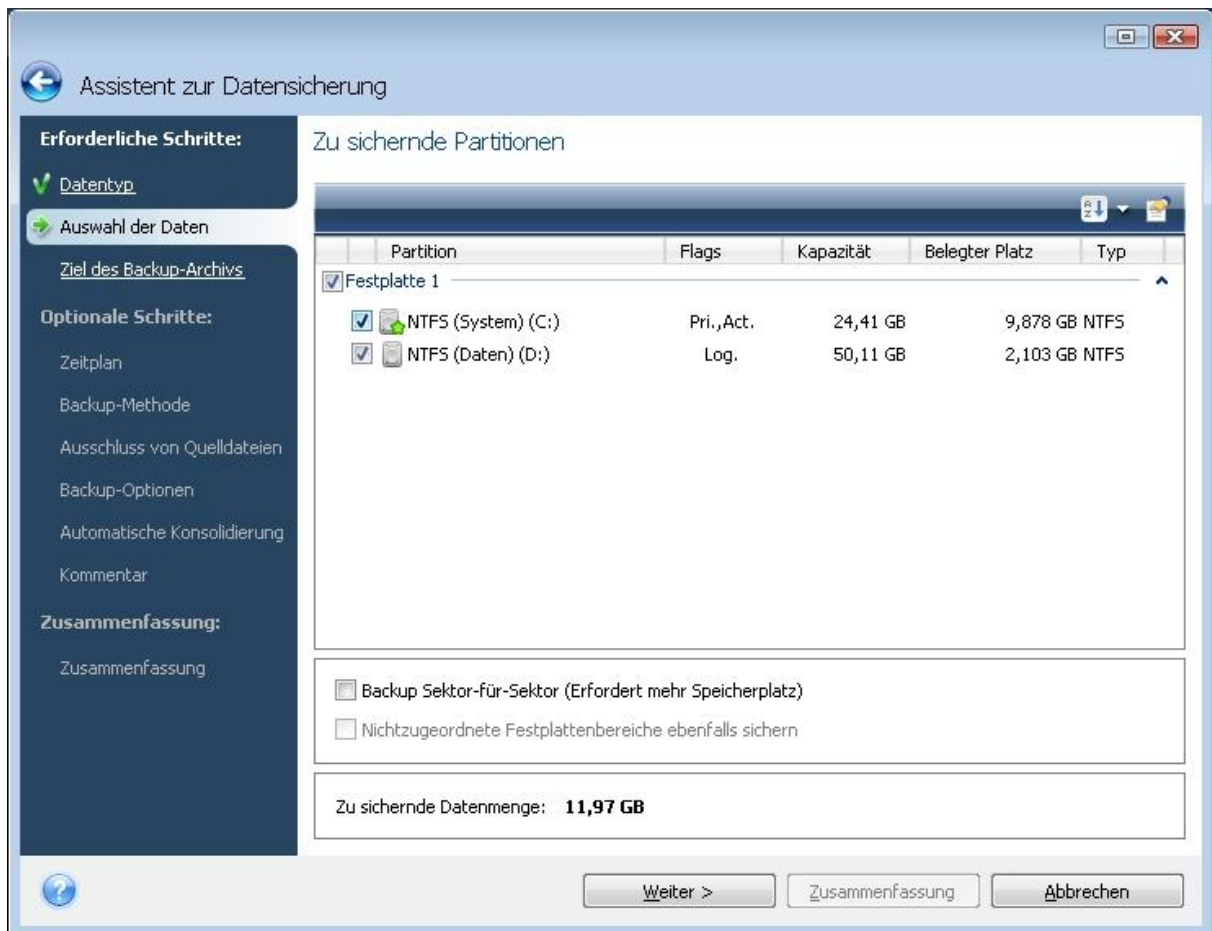 Assistent zur Datensicherung
Erforderliche Schritte:
Datentyp
Auswahl der Daten
Ziel des Backup-Archivs
Optionale Schritte:
Zeitplan
Backup-Methode
Ausschluss von Quelldateien
Backup-Optionen
Automatische Konsolidierung
Kommentar
Zusammenfassung:
Zusammenfassung
Zu sichernde Partitionen
Partition Flags Kapazität Belegter Platz Typ
Festplatte 1
NTFS (System) (C:) Pri.,Act. 24,41 GB 9,878 GB NTFS
NTFS (Daten) (D:) Log. 50,11 GB 2,103 GB NTFS
Backup Sektor-für-Sektor (Erfordert mehr Speicherplatz)
Nichtzugeordnete Festplattenbereiche ebenfalls sichern
Zu sichernde Datenmenge: 11,97 GB
Weiter > Zusammenfassung Abbrechen